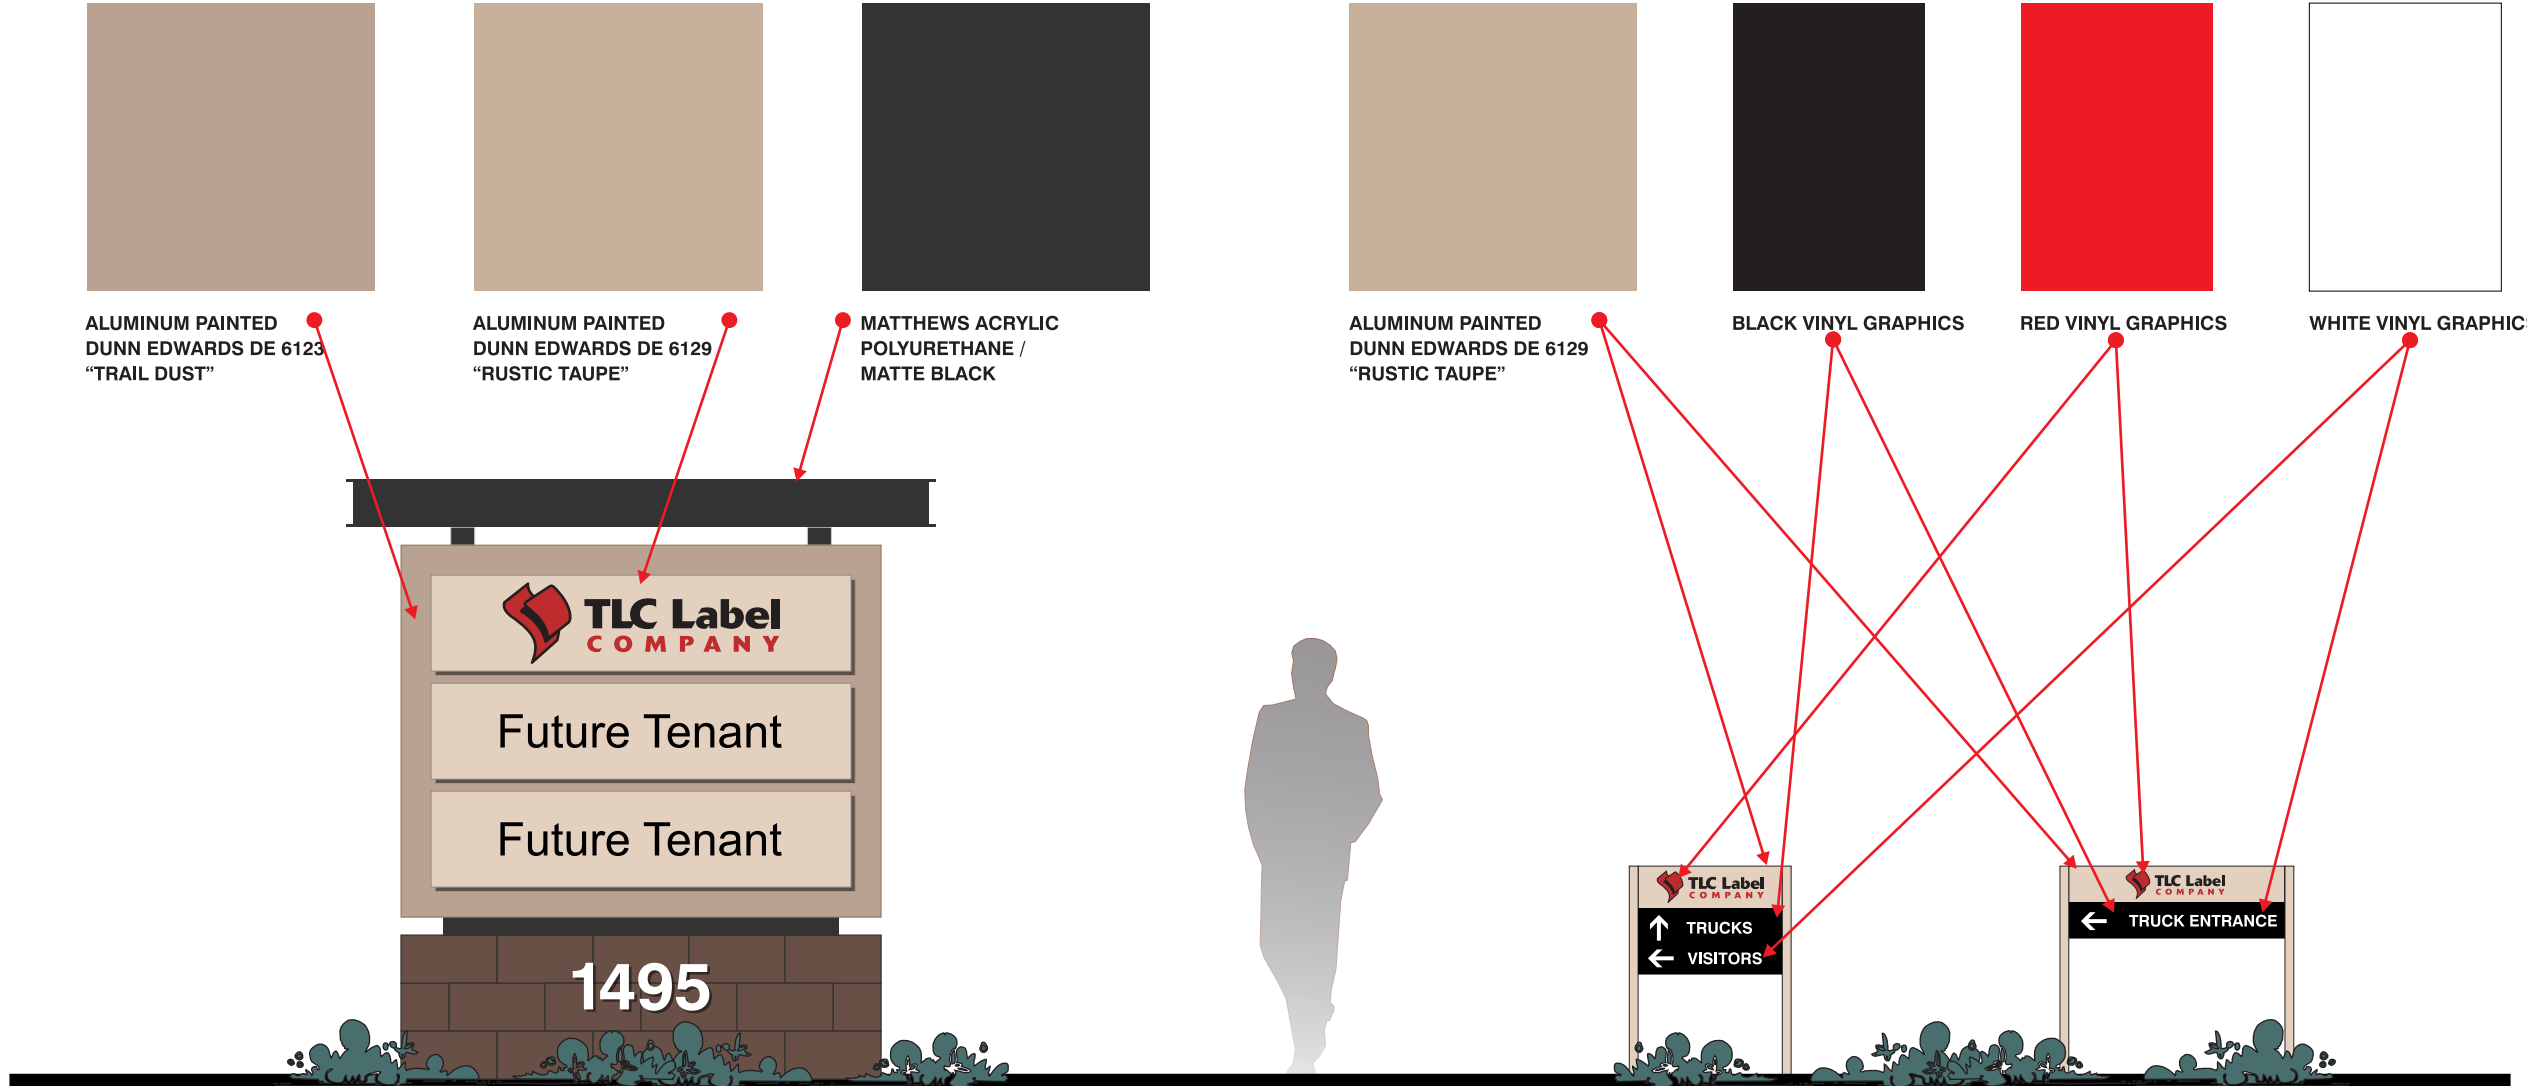 ALUMINUM PAINTED
DUNN EDWARDS DE 6123
“TRAIL DUST”
ALUMINUM PAINTED
DUNN EDWARDS DE 6129
“RUSTIC TAUPE”
MATTHEWS ACRYLIC
POLYURETHANE /
MATTE BLACK
ALUMINUM PAINTED
DUNN EDWARDS DE 6129
“RUSTIC TAUPE”
BLACK VINYL GRAPHICS
RED VINYL GRAPHICS
WHITE VINYL GRAPHICS
TLC Label
COMPANY
Future Tenant
Future Tenant
1495
TLC Label
COMPANY
TRUCKS
VISITORS
TLC Label
COMPANY
TRUCK ENTRANCE